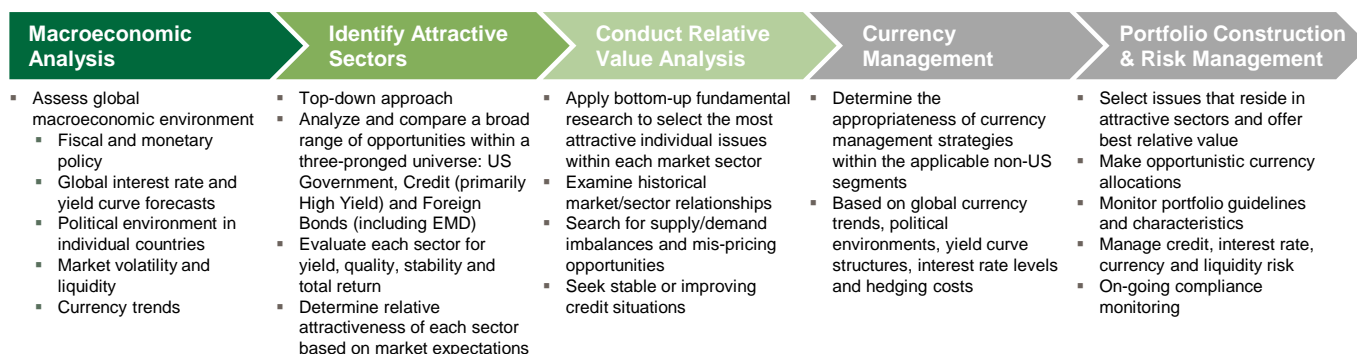 Macroeconomic
Analysis
▪ Assess global
macroeconomic environment
▪ Fiscal and monetary
policy
▪ Global interest rate and
yield curve forecasts
▪ Political environment in
individual countries
▪ Market volatility and
liquidity
▪ Currency trends
Identify Attractive
Sectors
▪ Top-down approach
▪ Analyze and compare a broad
range of opportunities within a
three-pronged universe: US
Government, Credit (primarily
High Yield) and Foreign
Bonds (including EMD)
▪ Evaluate each sector for
yield, quality, stability and
total return
▪ Determine relative
attractiveness of each sector
based on market expectations
Conduct Relative
Value Analysis
▪ Apply bottom-up fundamental
research to select the most
attractive individual issues
within each market sector
▪ Examine historical
market/sector relationships
▪ Search for supply/demand
imbalances and mis-pricing
opportunities
▪ Seek stable or improving
credit situations
Currency
Management
▪ Determine the
appropriateness of currency
management strategies
within the applicable non-US
segments
▪ Based on global currency
trends, political
environments, yield curve
structures, interest rate levels
and hedging costs
Portfolio Construction
& Risk Management
▪ Select issues that reside in
attractive sectors and offer
best relative value
▪ Make opportunistic currency
allocations
▪ Monitor portfolio guidelines
and characteristics
▪ Manage credit, interest rate,
currency and liquidity risk
▪ On-going compliance
monitoring